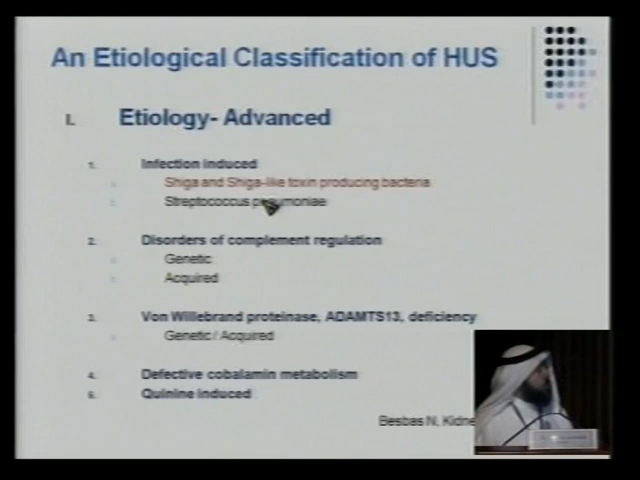 An Etiological Classification of HUS
I. Etiology- Advanced
1. Infection induced
Shiga and Shiga-like toxin producing bacteria
Streptococcus pneumoniae
2. Disorders of complement regulation
Genetic
Acquired
3. Von Willebrand proteinase, ADAMTS13, deficiency
Genetic / Acquired
4. Defective cobalamin metabolism
5. Quinine induced
Besbas N, Kidne